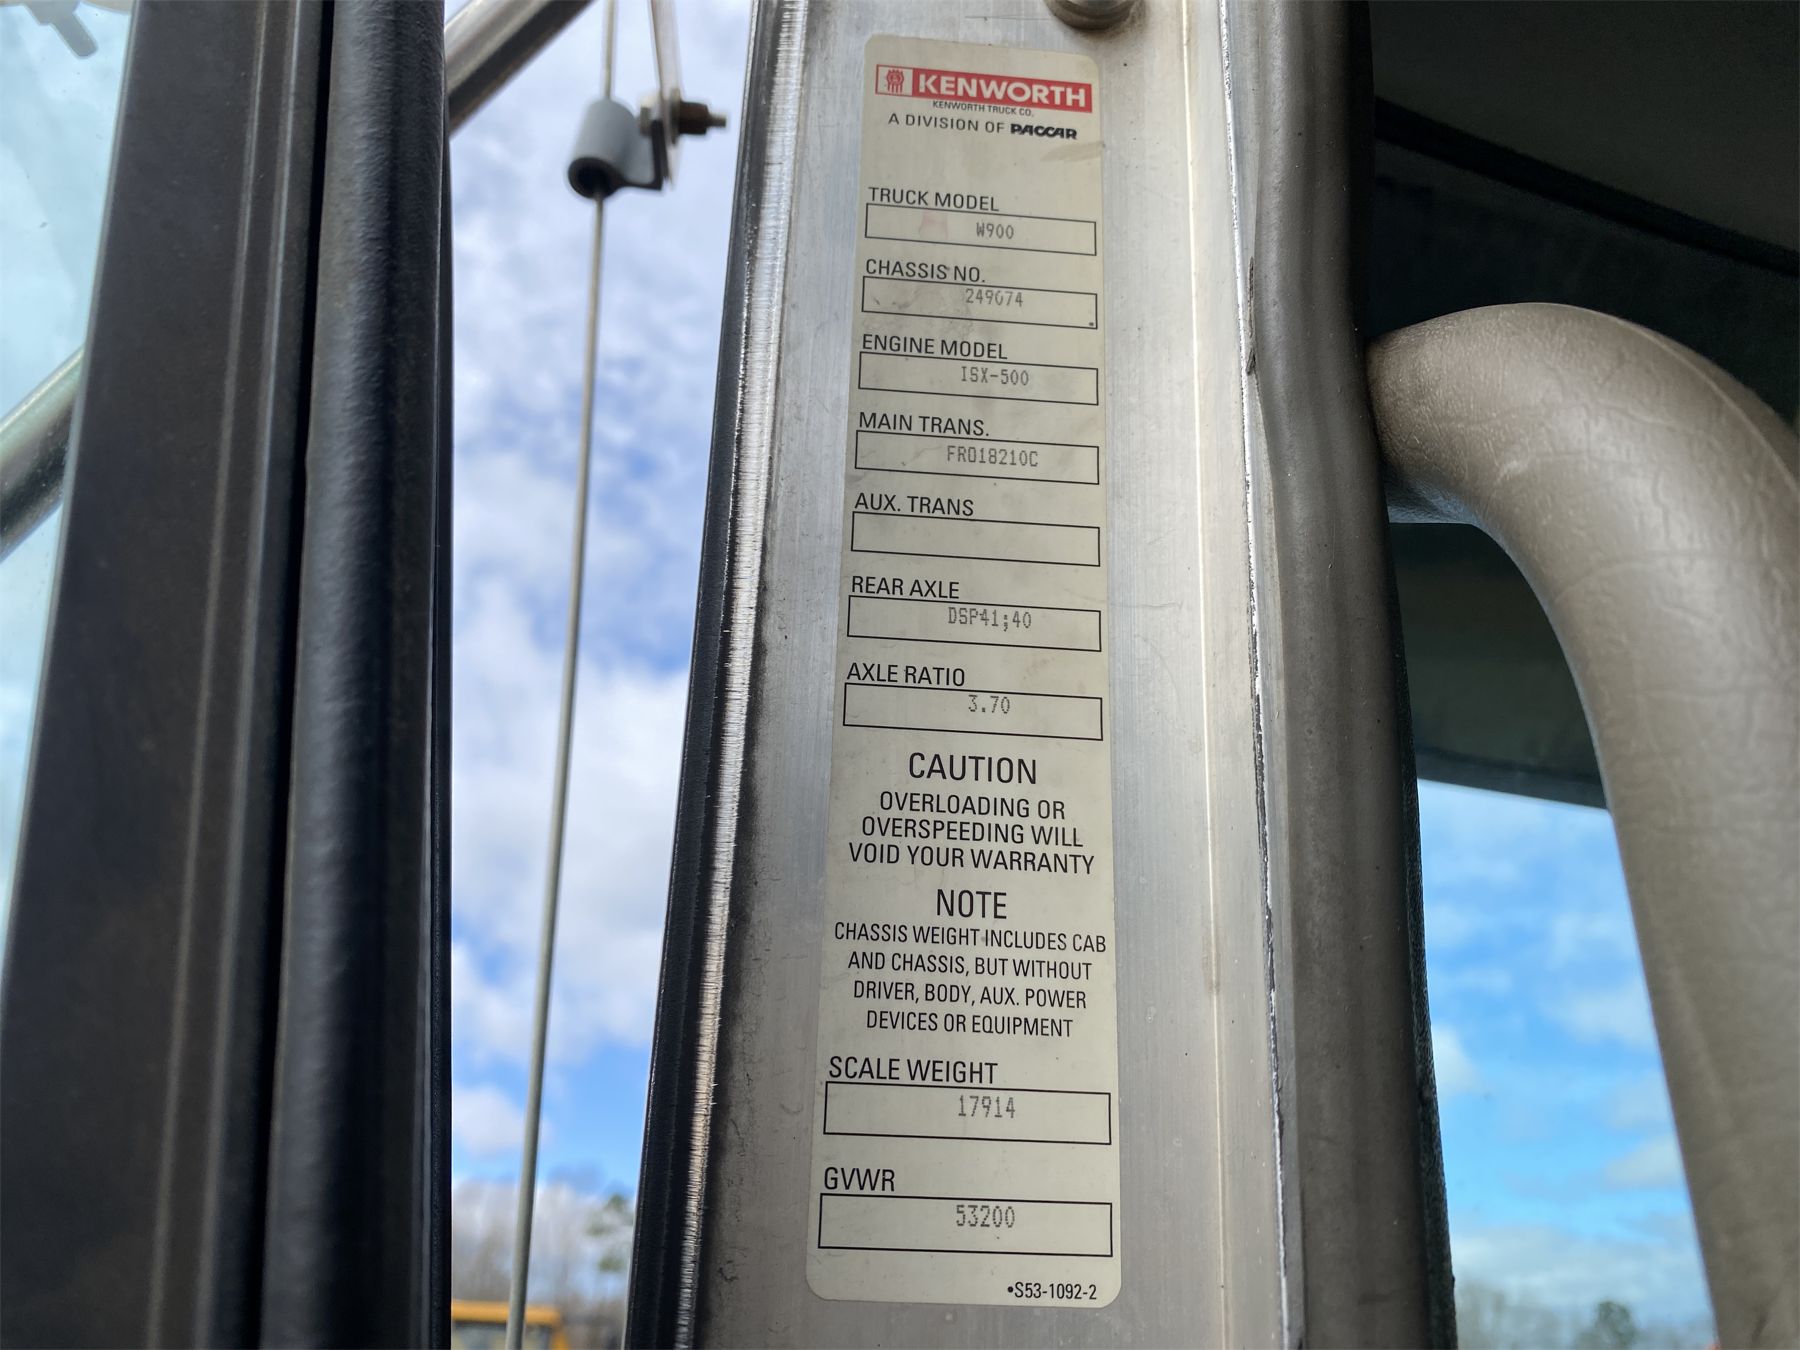 KENWORTH
KENWORTH TRUCK CO.
A DIVISION OF PACCAR
TRUCK MODEL
W900
CHASSIS NO.
249674
ENGINE MODEL
ISX-500
MAIN TRANS.
FRO18210C
AUX. TRANS
REAR AXLE
DSP41;40
AXLE RATIO
3.70
CAUTION
OVERLOADING OR
OVERSPEEDING WILL
VOID YOUR WARRANTY
NOTE
CHASSIS WEIGHT INCLUDES CAB
AND CHASSIS, BUT WITHOUT
DRIVER, BODY, AUX. POWER
DEVICES OR EQUIPMENT
SCALE WEIGHT
17914
GVWR
53200
•S53-1092-2